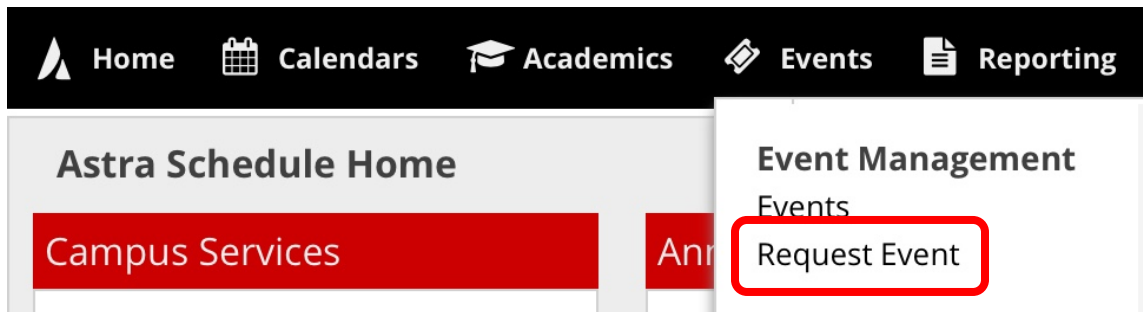 Home Calendars Academics Events Reporting
Astra Schedule Home
Campus Services
Event Management
Events
Request Event